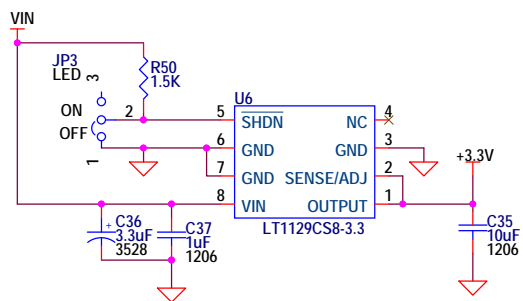 VIN
JP3
LED
3
ON
2
OFF
1
R50
1.5K
U6
5
SHDN
NC
4
6
GND
GND
3
7
GND
SENSE/ADJ
2
8
VIN
OUTPUT
1
LT1129CS8-3.3
+3.3V
+
C36
3.3uF
3528
C37
1uF
1206
C35
10uF
1206